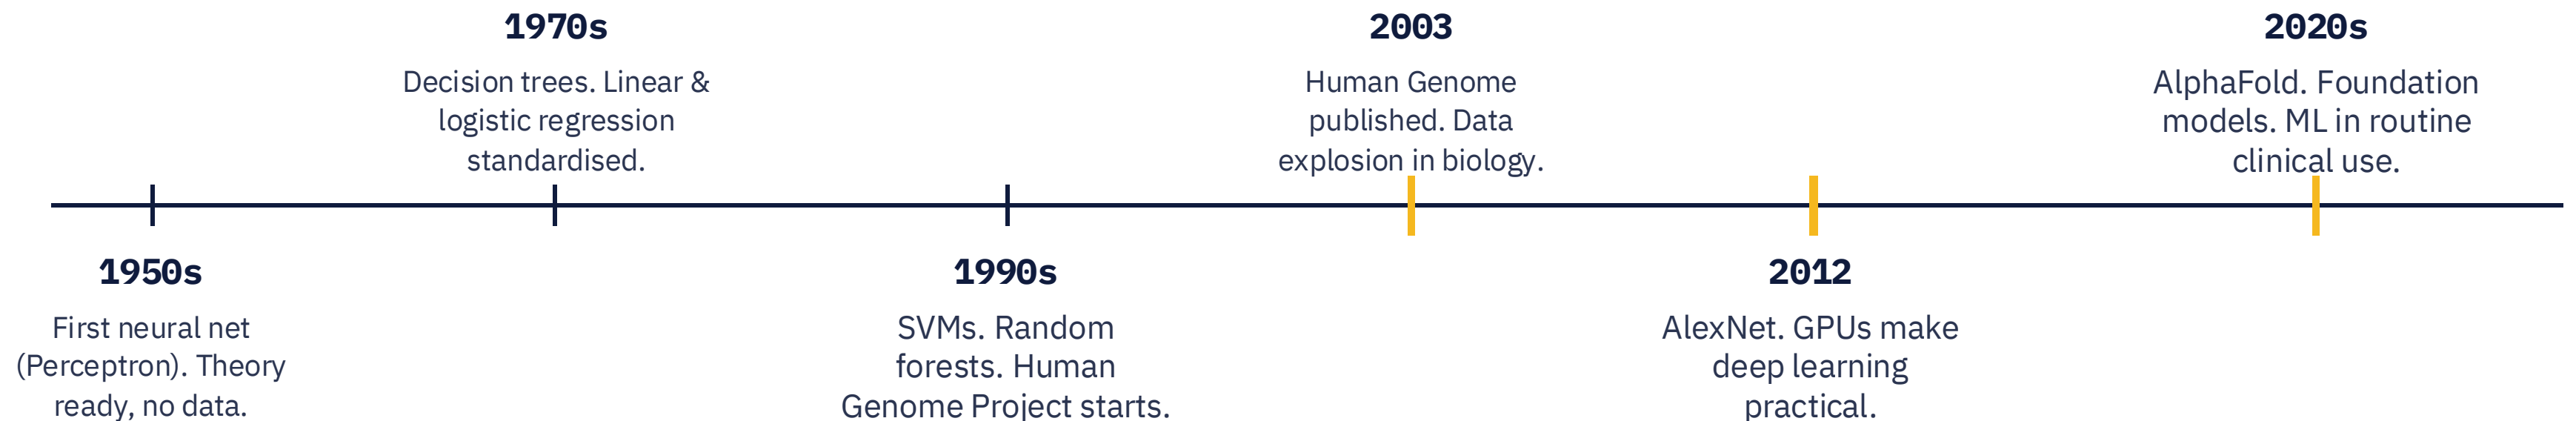 1970s
Decision trees. Linear &
logistic regression
standardised.
2003
Human Genome
published. Data
explosion in biology.
2020s
AlphaFold. Foundation
models. ML in routine
clinical use.
1950s
First neural net
(Perceptron). Theory
ready, no data.
1990s
SVMs. Random
forests. Human
Genome Project starts.
2012
AlexNet. GPUs make
deep learning
practical.